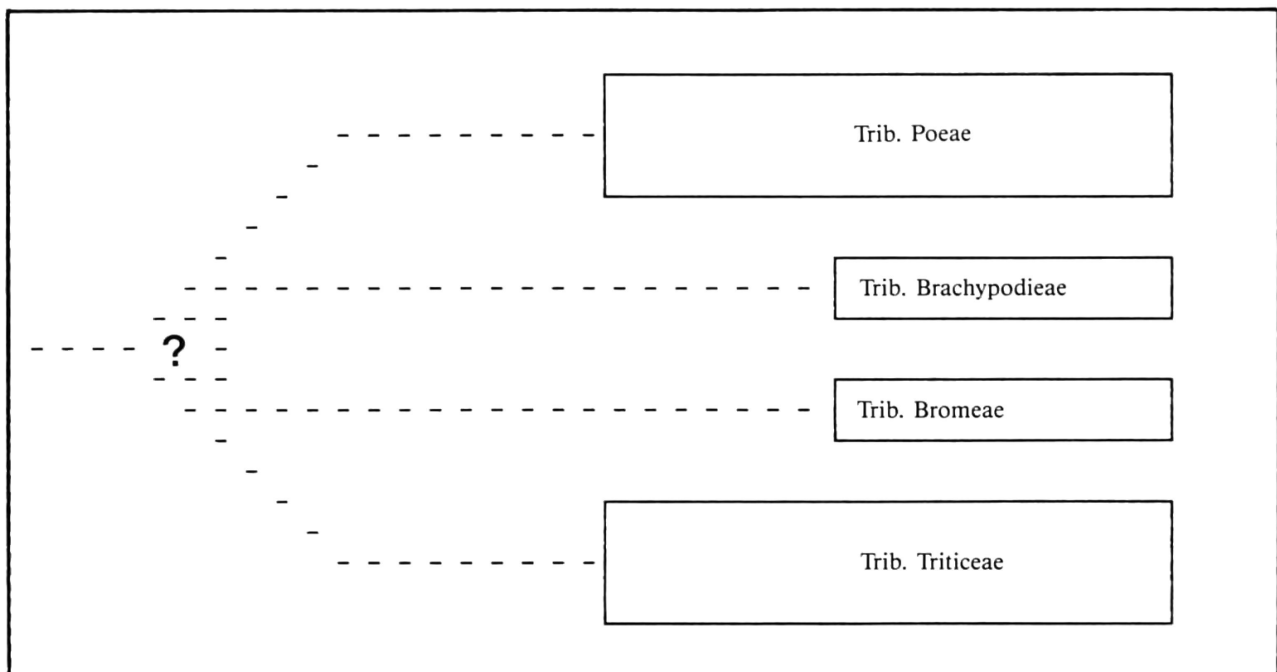 Trib. Poeae
Trib. Brachypodieae
?
Trib. Bromeae
Trib. Triticeae